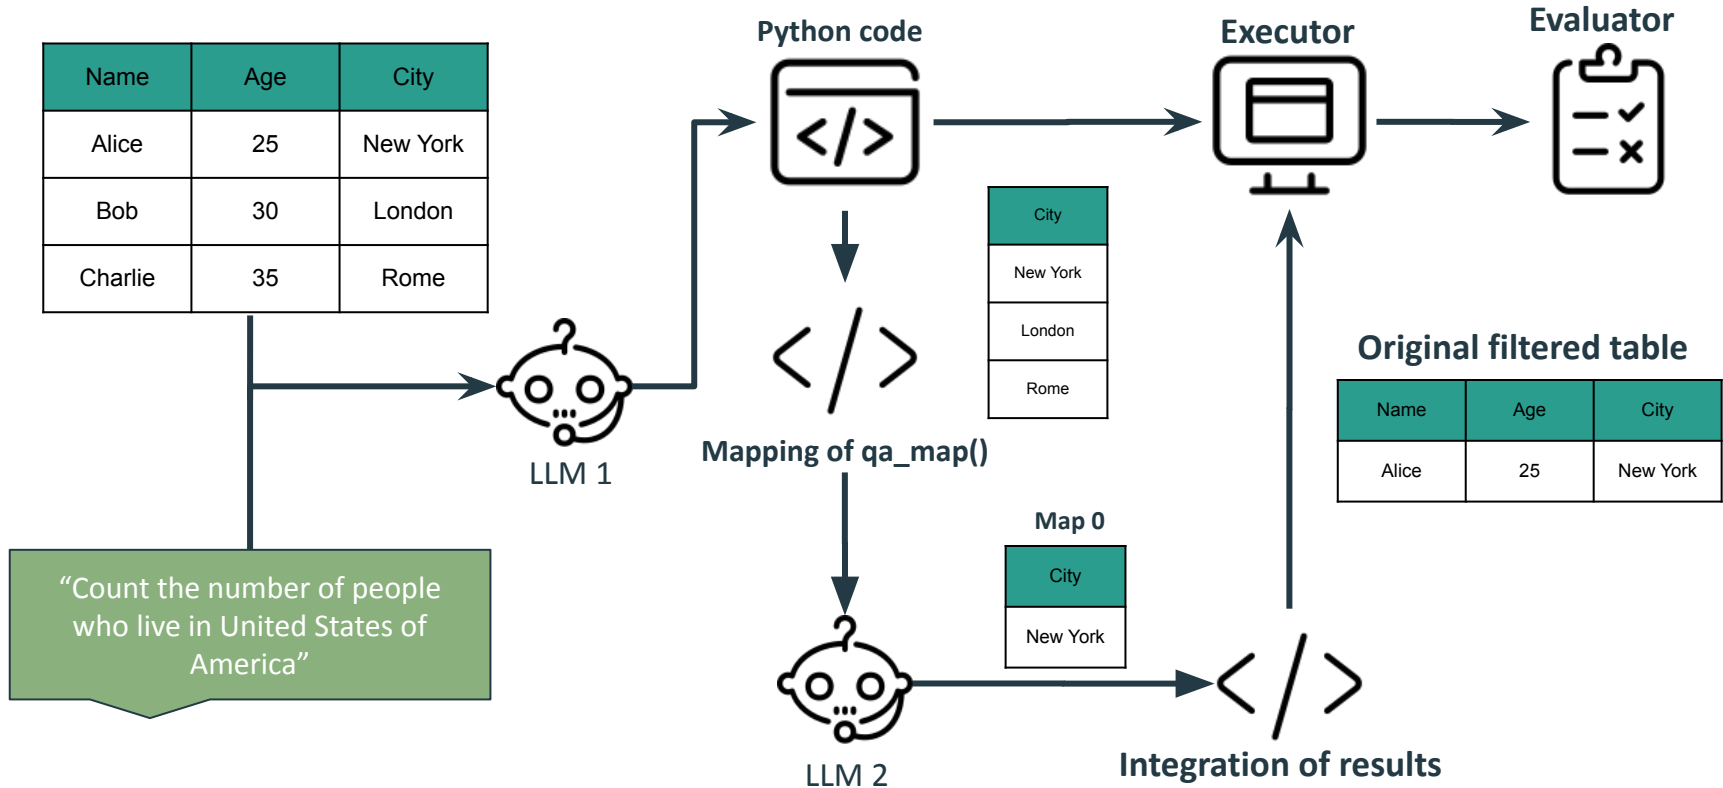 Name Age City
Alice 25 New York
Bob 30 London
Charlie 35 Rome
“Count the number of people
who live in United States of
America”
LLM 1
Python code
</>
City
New York
London
Rome
Mapping of qa_map()
LLM 2
Map 0
City
New York
Integration of results
Executor
Evaluator
Original filtered table
Name Age City
Alice 25 New York